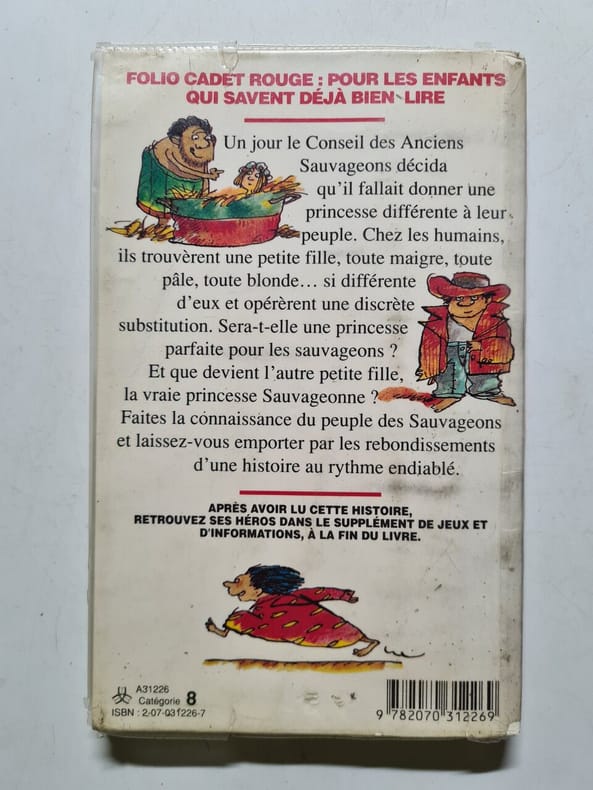 FOLIO CADET ROUGE : POUR LES ENFANTS
QUI SAVENT DÉJÀ BIEN LIRE
Un jour le Conseil des Anciens
Sauvageons décida
qu'il fallait donner une
princesse différente à leur
peuple. Chez les humains,
ils trouvèrent une petite fille, toute maigre, toute
pâle, toute blonde... si différente
d'eux et opérèrent une discrète
substitution. Sera-t-elle une princesse
parfaite pour les sauvageons ?
Et que devient l'autre petite fille,
la vraie princesse Sauvageonne ?
Faites la connaissance du peuple des Sauvageons
et laissez-vous emporter par les rebondissements
d'une histoire au rythme endiablé.
APRÈS AVOIR LU CETTE HISTOIRE,
RETROUVEZ SES HÉROS DANS LE SUPPLÉMENT DE JEUX ET
D'INFORMATIONS, À LA FIN DU LIVRE.
A31226
Catégorie 8
ISBN : 2-07-031226-7
9 782070 312269